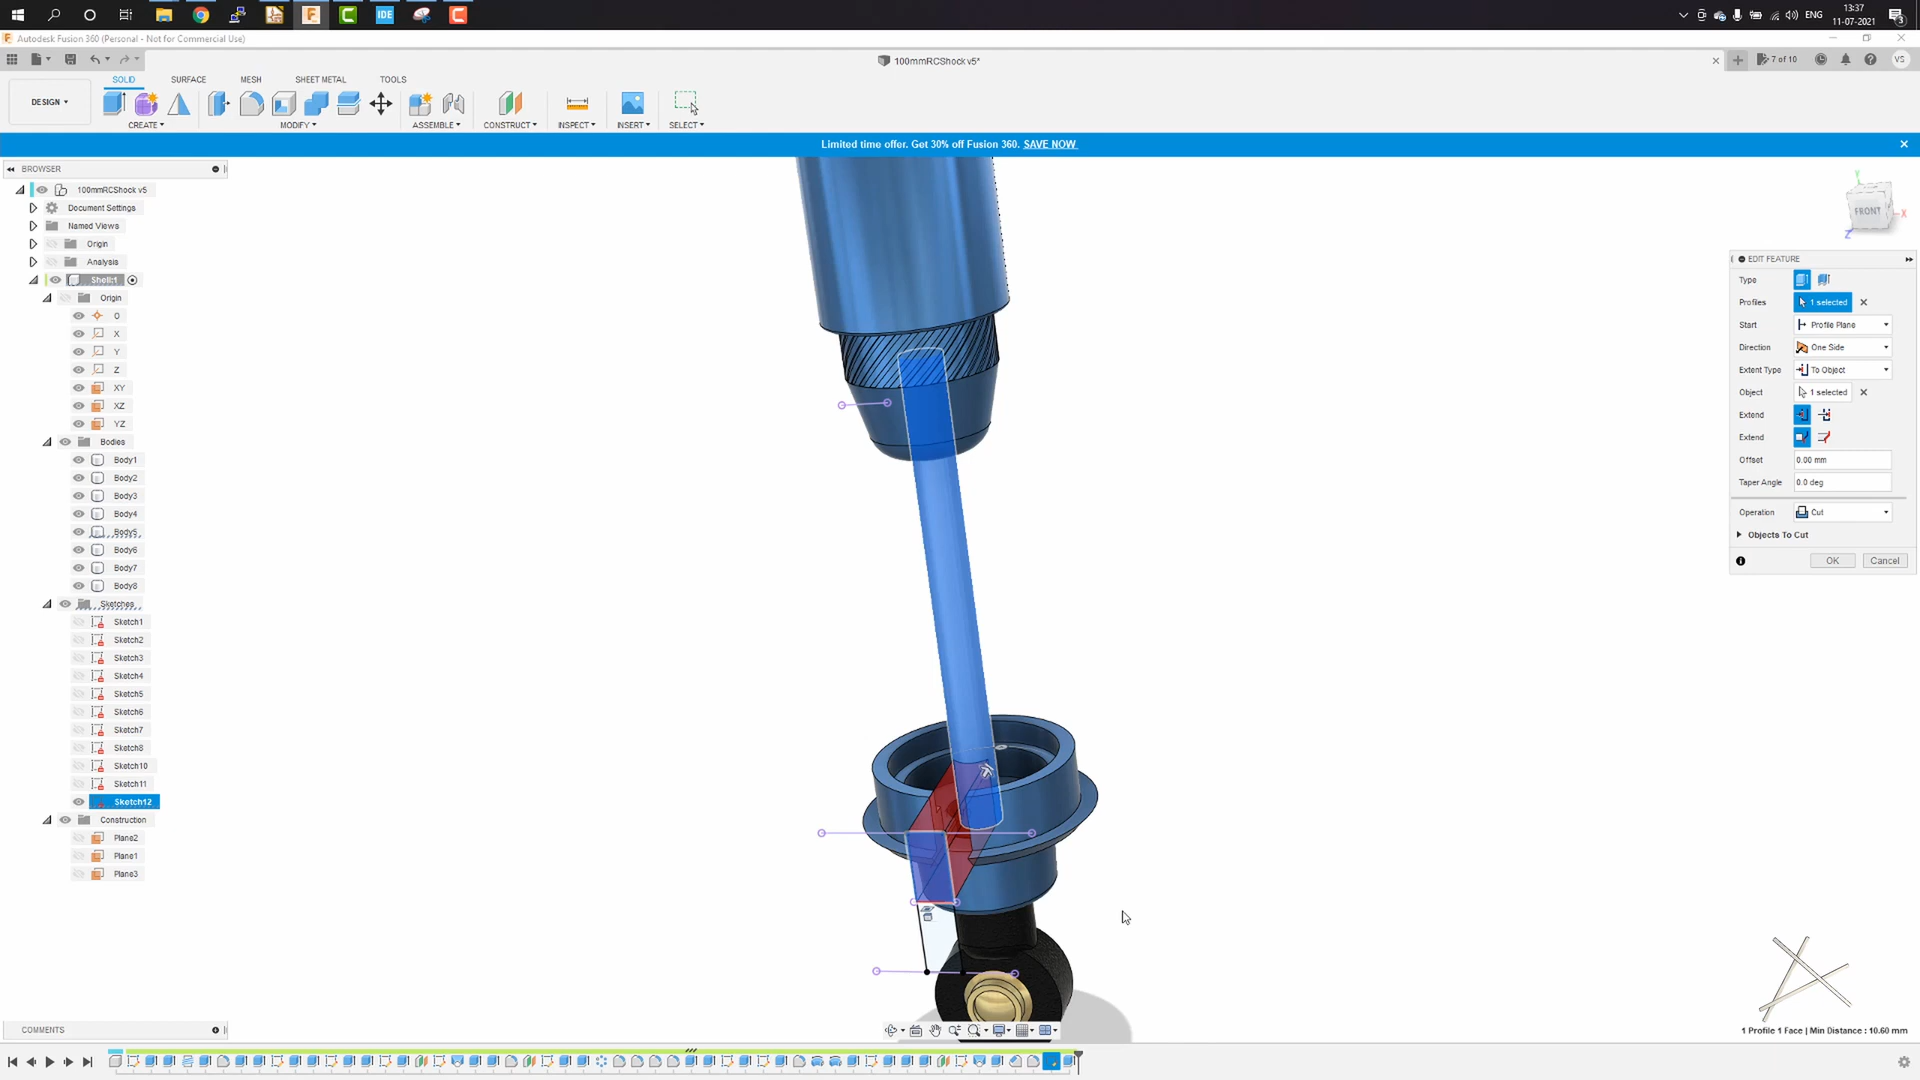 IDE
ENG
13:37
11-07-2021
3
Autodesk Fusion 360 (Personal - Not for Commercial Use)
100mmRCShock v5*
7 of 10
VS
SOLID SURFACE MESH SHEET METAL TOOLS
DESIGN
CREATE MODIFY ASSEMBLE CONSTRUCT INSPECT INSERT SELECT
Limited time offer. Get 30% off Fusion 360. SAVE NOW
BROWSER
100mmRCShock v5
Document Settings
Named Views
Origin
Analysis
Shell:1
Origin
O
X
Y
Z
XY
XZ
YZ
Bodies
Body1
Body2
Body3
Body4
Body5
Body6
Body7
Body8
Sketches
Sketch1
Sketch2
Sketch3
Sketch4
Sketch5
Sketch6
Sketch7
Sketch8
Sketch10
Sketch11
Sketch12
Construction
Plane2
Plane1
Plane3
Y
FRONT
X
Z
EDIT FEATURE
Type
Profiles 1 selected
Start Profile Plane
Direction One Side
Extent Type To Object
Object 1 selected
Extend
Extend
Offset 0.00 mm
Taper Angle 0.0 deg
Operation Cut
Objects To Cut
OK Cancel
COMMENTS
1 Profile 1 Face | Min Distance : 10.60 mm